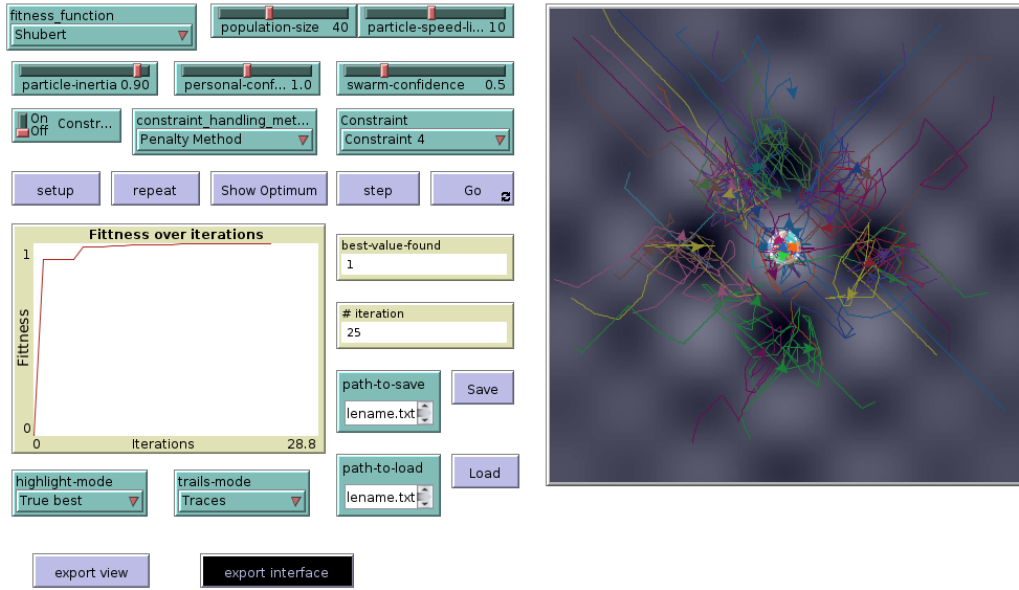 fitness_function
Shubert
population-size 40
particle-speed-li... 10
particle-inertia 0.90
personal-conf... 1.0
swarm-confidence 0.5
On
Off
Constr...
constraint_handling_met...
Penalty Method
Constraint
Constraint 4
setup
repeat
Show Optimum
step
Go
Fittness over iterations
1
Fittness
0
0
Iterations
28.8
best-value-found
1
# iteration
25
path-to-save
lename.txt
Save
path-to-load
lename.txt
Load
highlight-mode
True best
trails-mode
Traces
export view
export interface